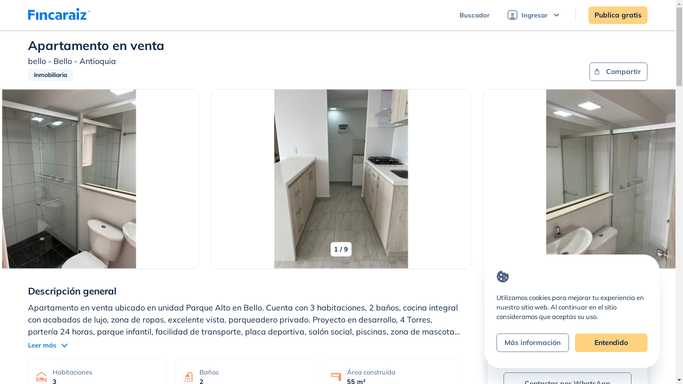 Fincaraiz
Buscador
Ingresar
Publica gratis
Apartamento en venta
bello - Bello - Antioquia
Inmobiliaria
Compartir
1 / 9
Descripción general
Apartamento en venta ubicado en unidad Parque Alto en Bello. Cuenta con 3 habitaciones, 2 baños, cocina integral
con acabados de lujo, zona de ropas, excelente vista, parqueadero privado. Proyecto en desarrollo, 4 Torres,
portería 24 horas, parque infantil, facilidad de transporte, placa deportiva, salón social, piscinas, zona de mascota...
Leer más
Habitaciones
3
Baños
2
Área construida
55 m²
Utilizamos cookies para mejorar tu experiencia en
nuestro sitio web. Al continuar en el sitio
consideramos que aceptas su uso.
Más información
Entendido
Contactar por WhatsApp